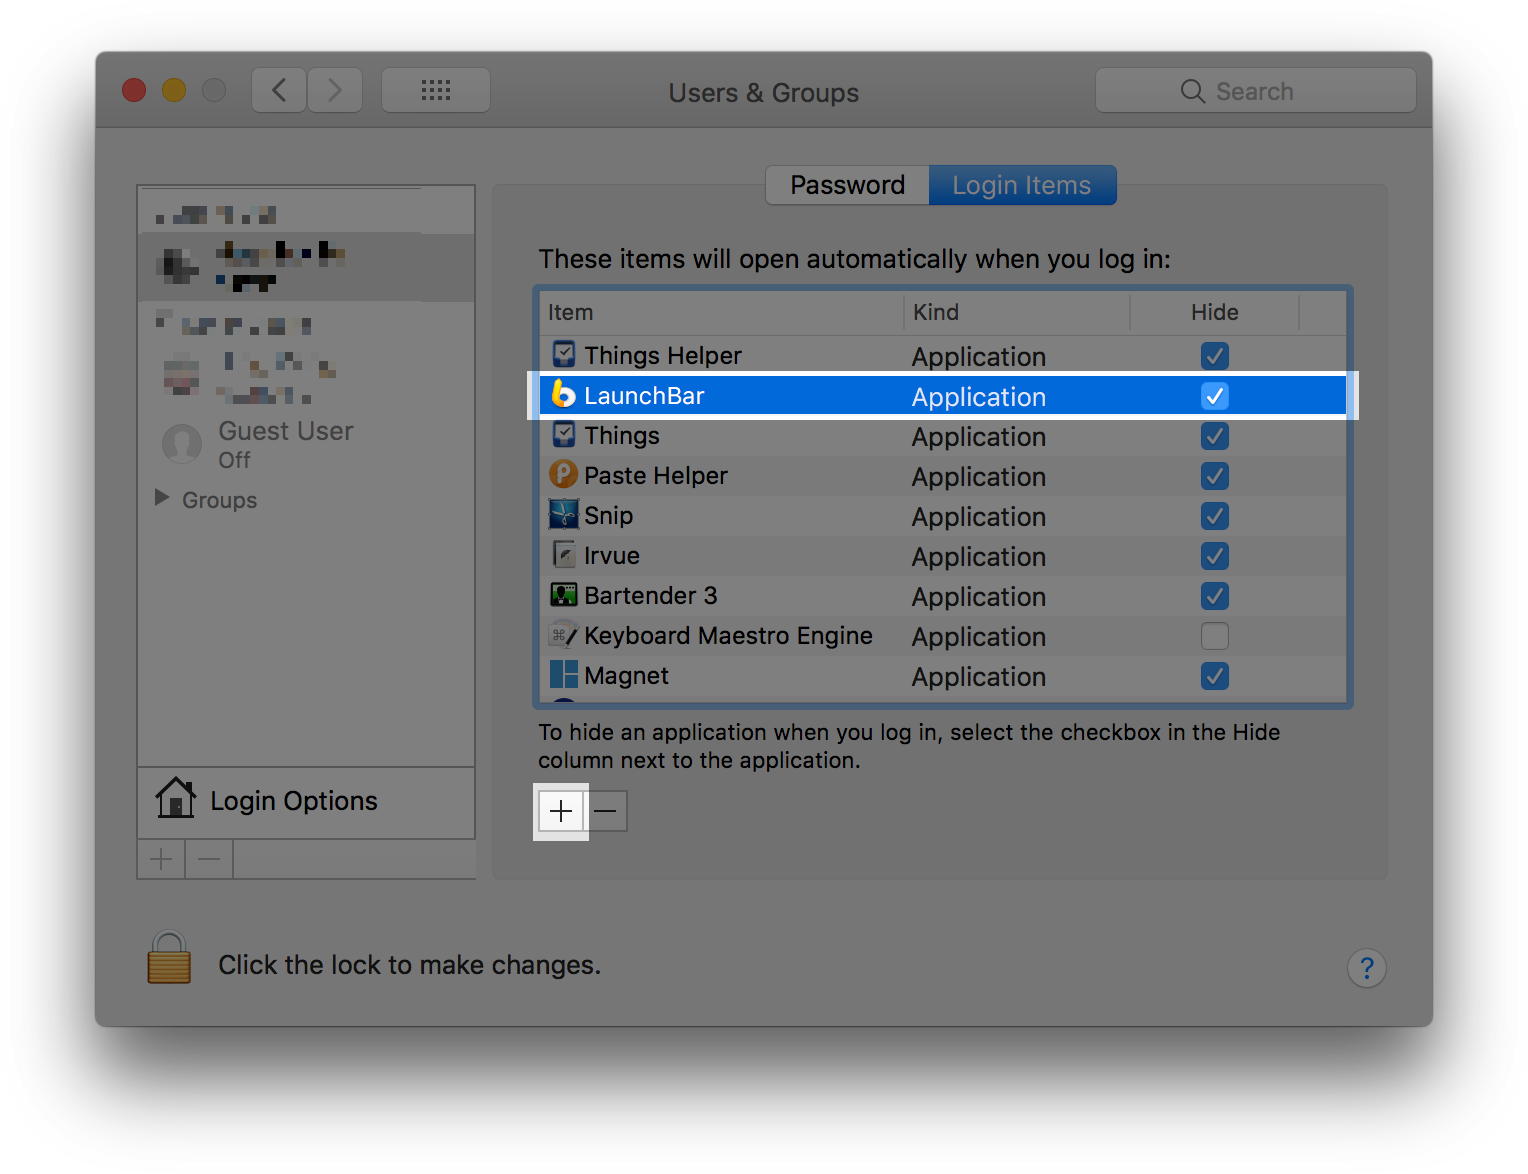 Users & Groups
Search
Password
Login Items
Guest User
Off
Groups
Login Options
These items will open automatically when you log in:
Item Kind Hide
Things Helper Application
LaunchBar Application
Things Application
Paste Helper Application
Snip Application
Irvue Application
Bartender 3 Application
Keyboard Maestro Engine Application
Magnet Application
To hide an application when you log in, select the checkbox in the Hide
column next to the application.
Click the lock to make changes.
?